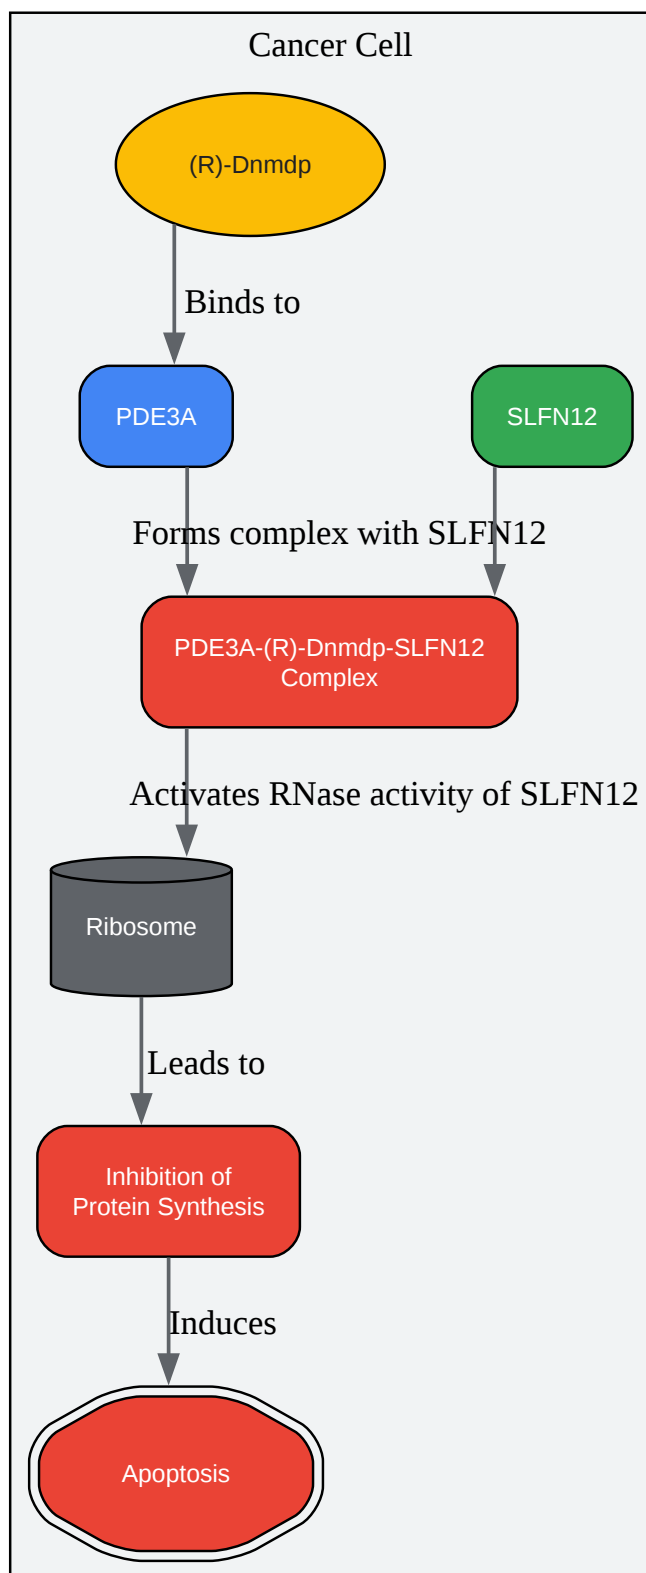 Cancer Cell
(R)-Dnmdp
Binds to
PDE3A
SLFN12
Forms complex with SLFN12
PDE3A-(R)-Dnmdp-SLFN12
Complex
Activates RNase activity of SLFN12
Ribosome
Leads to
Inhibition of
Protein Synthesis
Induces
Apoptosis